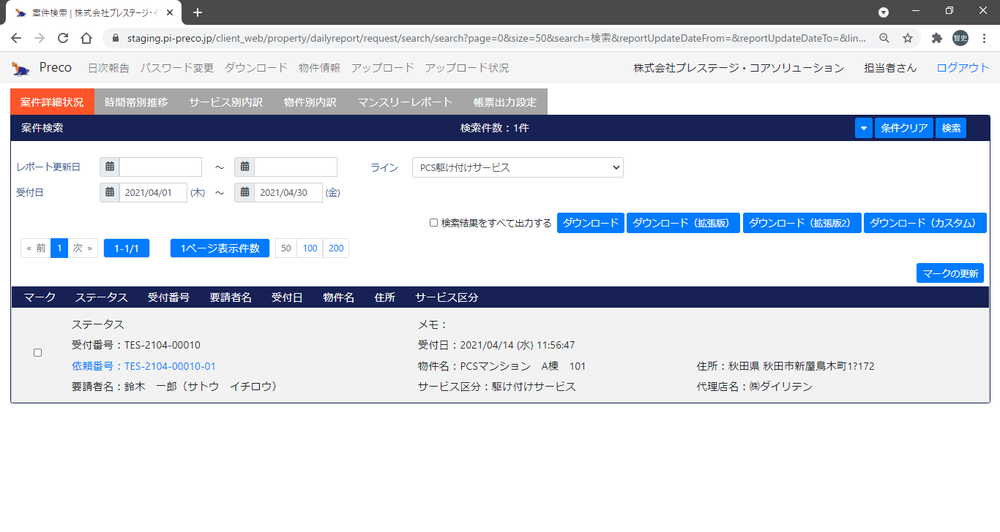 案件検索 | 株式会社プレステージ・イ
staging.pi-preco.jp/client_web/property/dailyreport/request/search/search?page=0&size=50&search=検索&reportUpdateDateFrom=&reportUpdateDateTo=&lin...
智史
Preco 日次報告 パスワード変更 ダウンロード 物件情報 アップロード アップロード状況 株式会社プレステージ・コアソリューション 担当者さん ログアウト
案件詳細状況 時間帯別推移 サービス別内訳 物件別内訳 マンスリーレポート 帳票出力設定
案件検索 検索件数：1件 条件クリア 検索
レポート更新日 ～ ライン PCS駆け付けサービス
受付日 2021/04/01 (木) ～ 2021/04/30 (金)
検索結果をすべて出力する ダウンロード ダウンロード（拡張版） ダウンロード（拡張版2） ダウンロード（カスタム）
« 前 1 次 » 1-1/1 1ページ表示件数 50 100 200
マークの更新
マーク ステータス 受付番号 要請者名 受付日 物件名 住所 サービス区分
ステータス メモ：
受付番号：TES-2104-00010 受付日：2021/04/14 (水) 11:56:47
依頼番号：TES-2104-00010-01 物件名：PCSマンション　A棟　101 住所：秋田県 秋田市新屋鳥木町1?172
要請者名：鈴木　一郎（サトウ　イチロウ） サービス区分：駆け付けサービス 代理店名：㈱ダイリテン